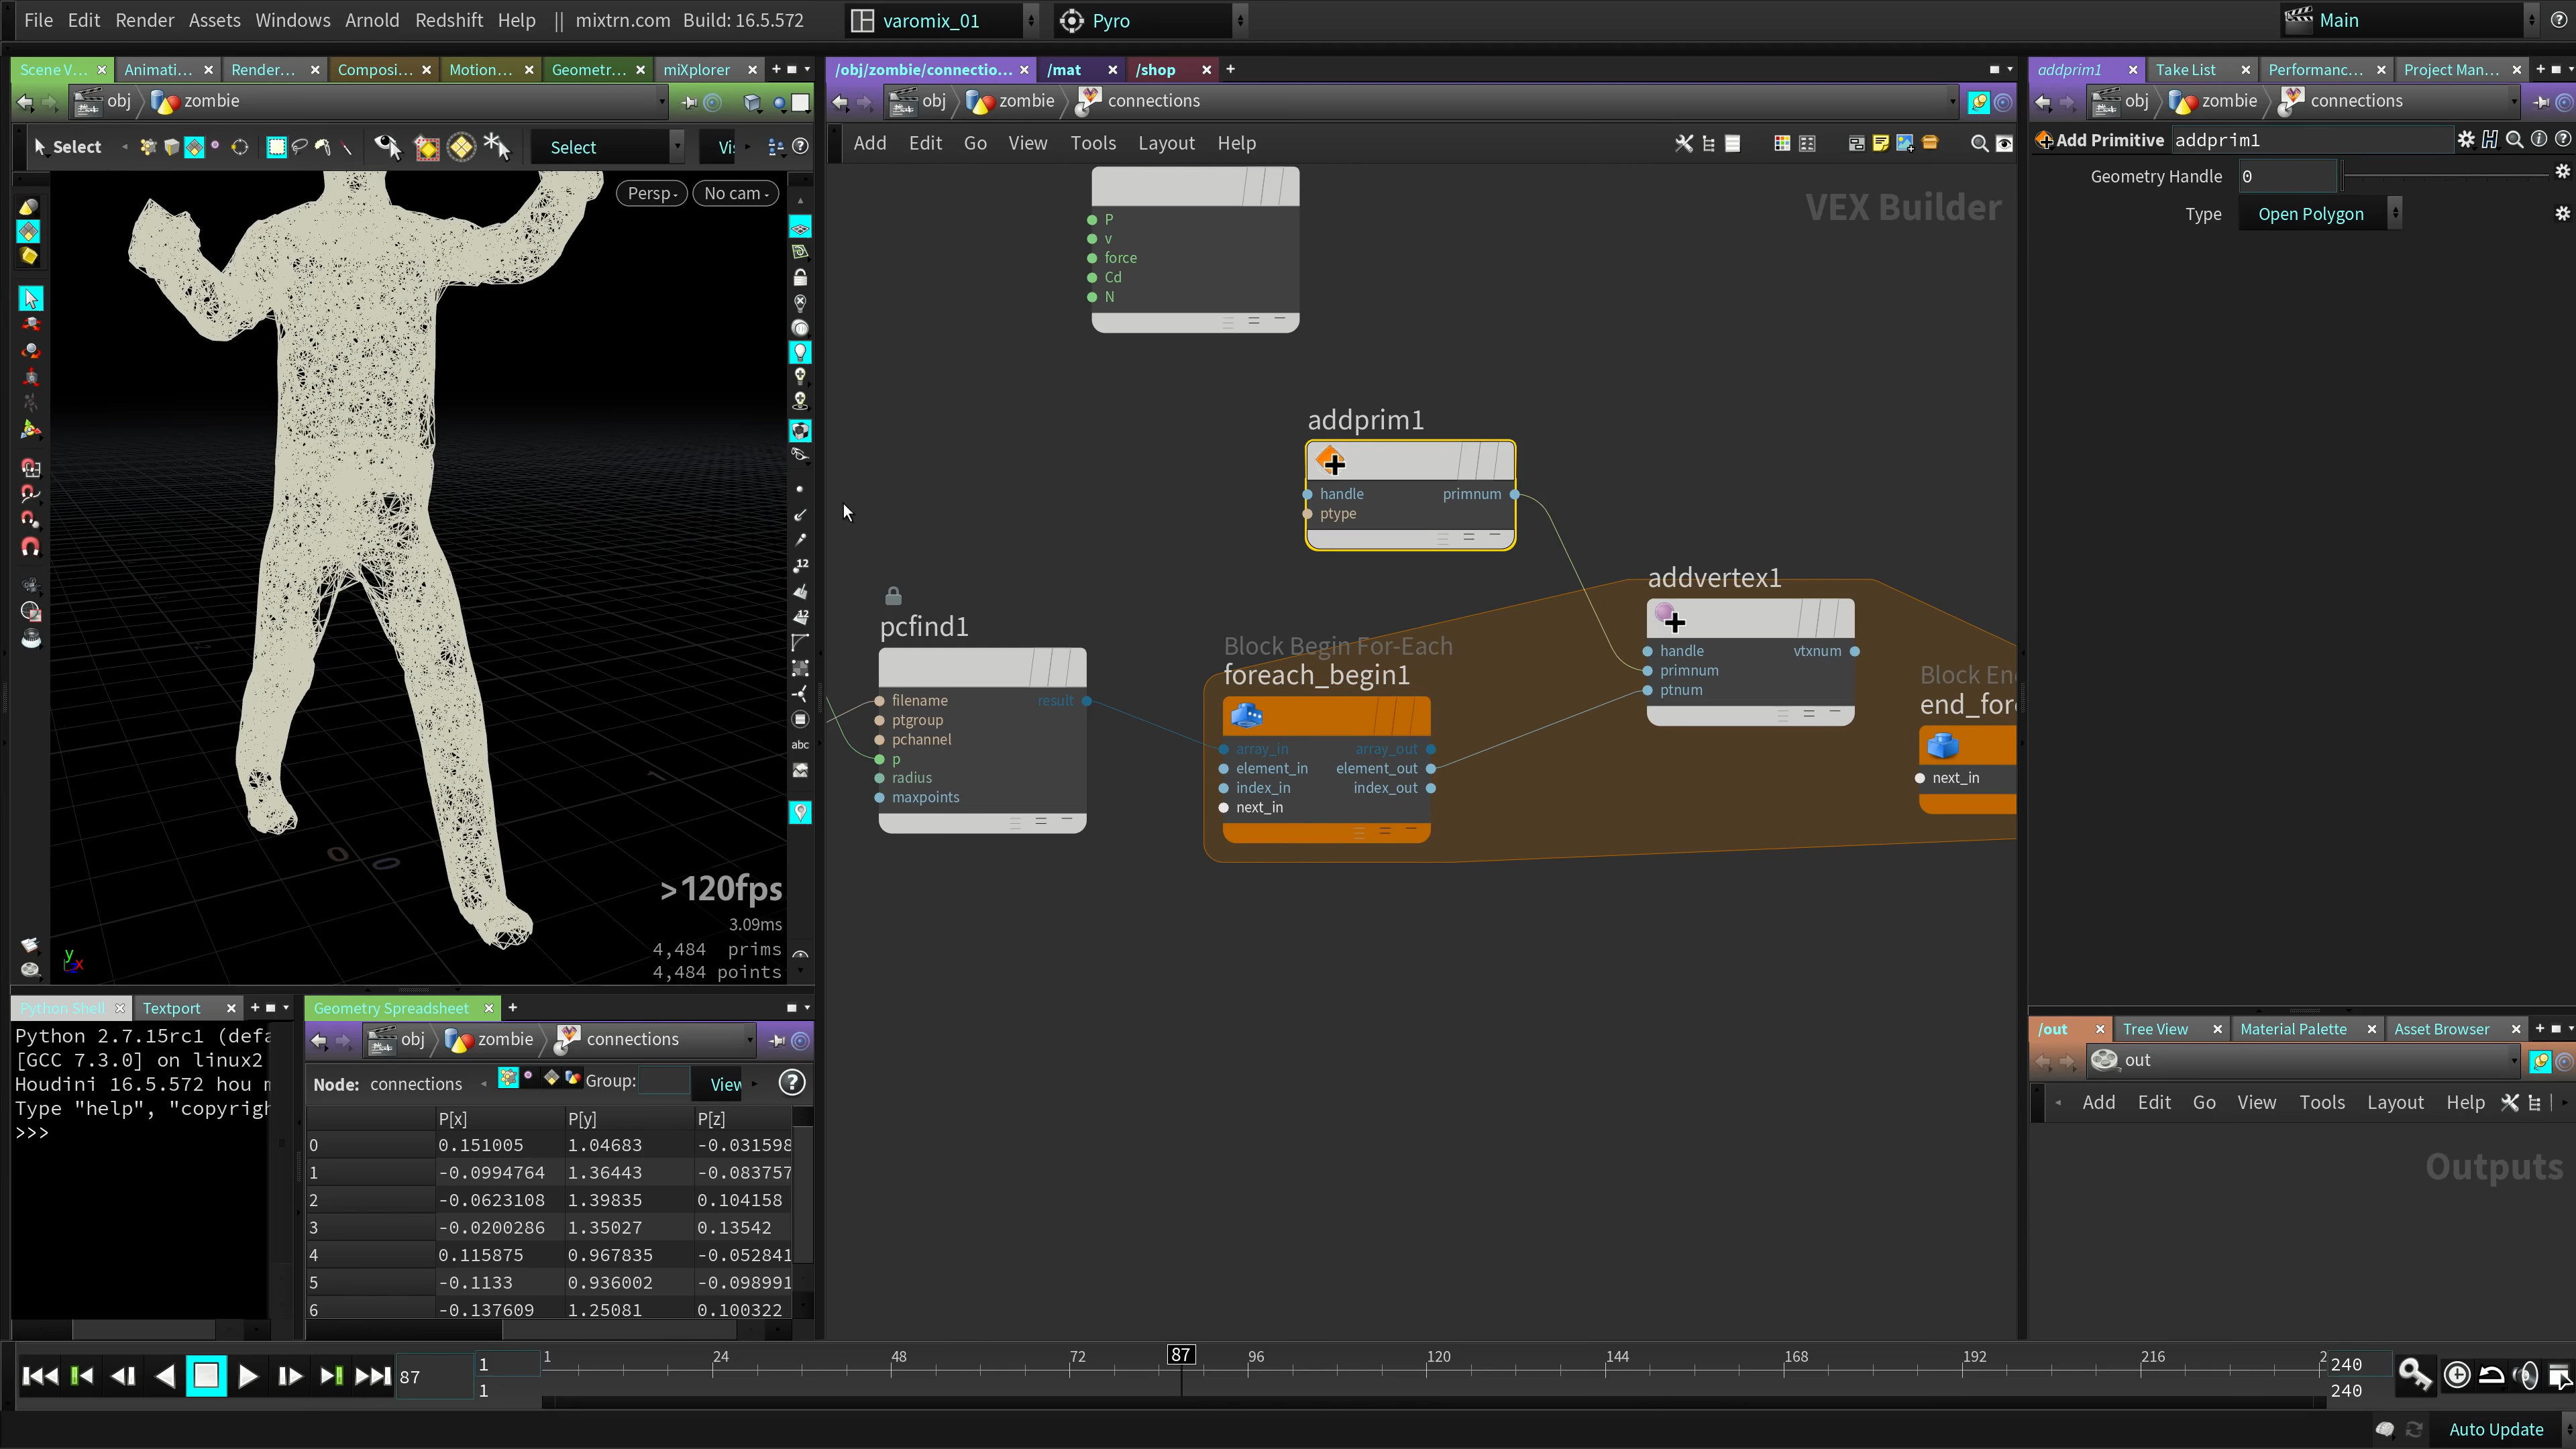 File Edit Render Assets Windows Arnold Redshift Help || mixtrn.com Build: 16.5.572 varomix_01 Pyro Main
Scene V... Animati... Render... Composi... Motion... Geometr... miXplorer
obj zombie
Select Select Vi
Persp No cam
12
12
abc
>120fps
3.09ms
4,484 prims
4,484 points
y x
/obj/zombie/connectio... /mat /shop
obj zombie connections
Add Edit Go View Tools Layout Help
VEX Builder
P
v
force
Cd
N
addprim1
handle primnum
ptype
addvertex1
handle vtxnum
primnum
ptnum
pcfind1
filename result
ptgroup
pchannel
p
radius
maxpoints
Block Begin For-Each
foreach_begin1
array_in array_out
element_in element_out
index_in index_out
next_in
Block En
end_for
next_in
addprim1 Take List Performanc... Project Man...
obj zombie connections
Add Primitive addprim1
Geometry Handle 0
Type Open Polygon
Python Shell Textport
Python 2.7.15rc1 (defa
[GCC 7.3.0] on linux2
Houdini 16.5.572 hou m
Type "help", "copyrigh
>>>
Geometry Spreadsheet
obj zombie connections
Node: connections Group: View
P[x] P[y] P[z]
0 0.151005 1.04683 -0.031598
1 -0.0994764 1.36443 -0.083757
2 -0.0623108 1.39835 0.104158
3 -0.0200286 1.35027 0.13542
4 0.115875 0.967835 -0.052841
5 -0.1133 0.936002 -0.098991
6 -0.137609 1.25081 0.100322
/out Tree View Material Palette Asset Browser
out
Add Edit Go View Tools Layout Help
Outputs
87 1 1 24 48 72 87 96 120 144 168 192 216 2 240
1 240
Auto Update